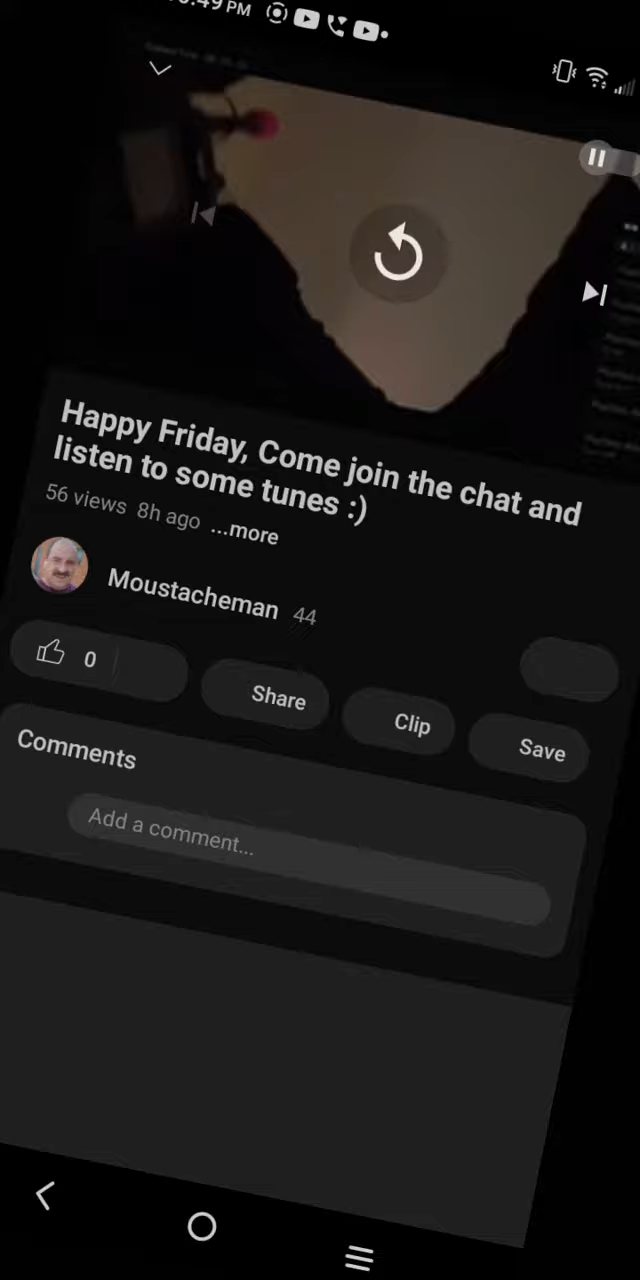 :49 PM
Happy Friday, Come join the chat and
listen to some tunes :)
56 views 8h ago ...more
Moustacheman 44
0
Share
Clip
Save
Comments
Add a comment...